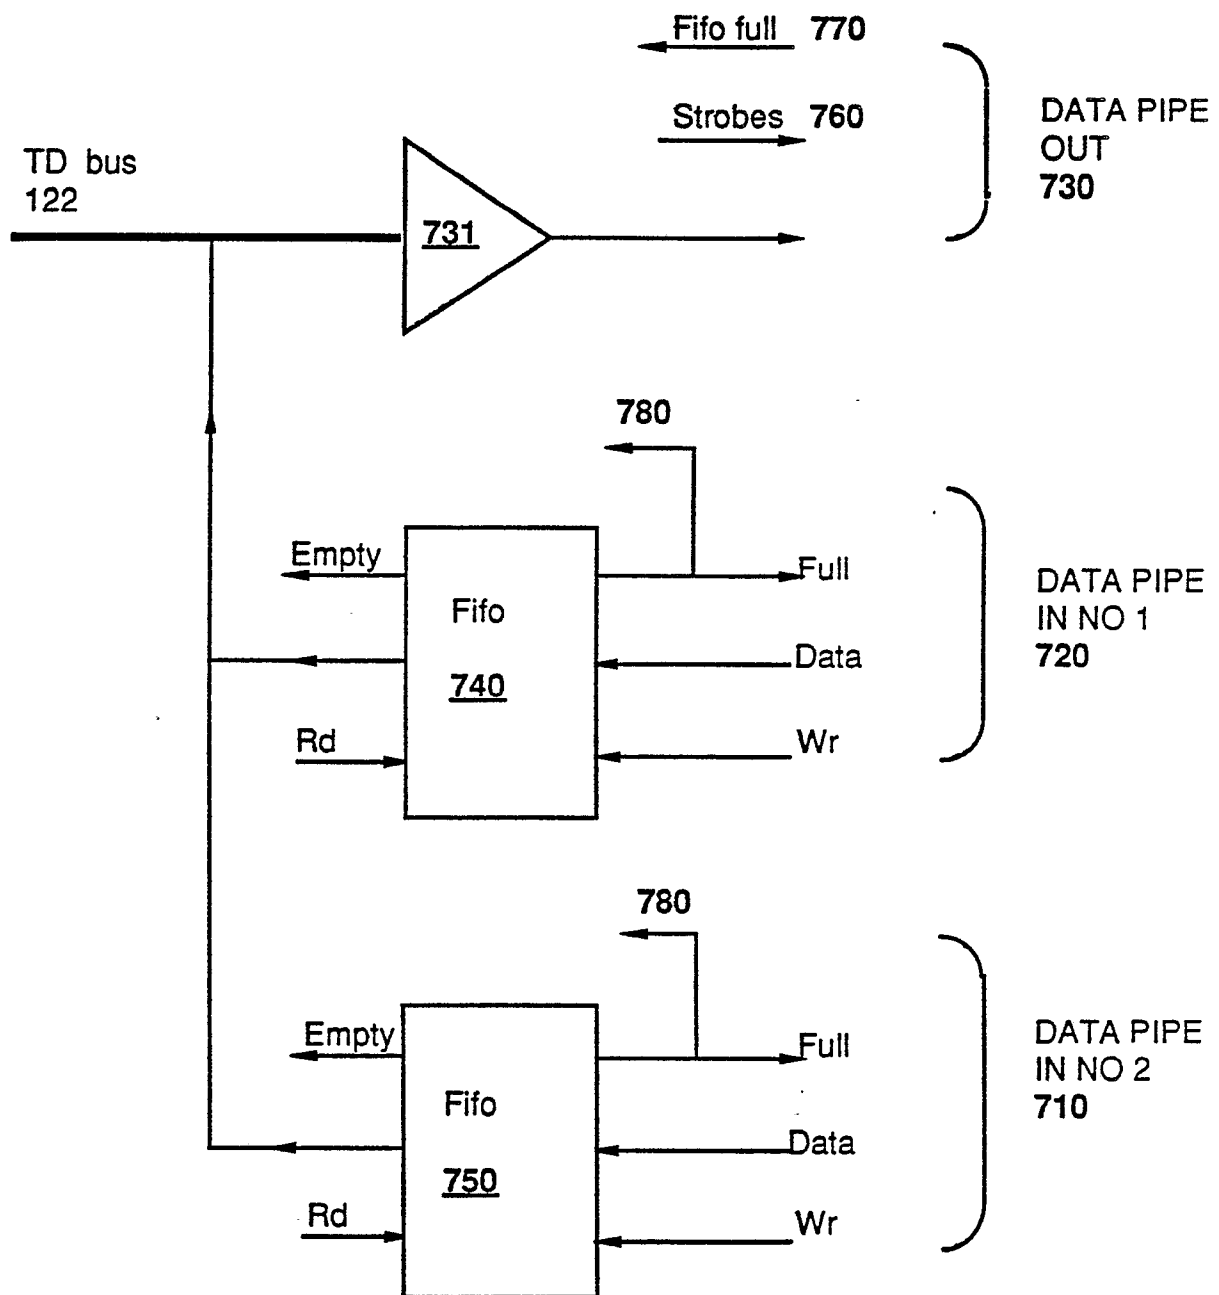 Fifo full 770
Strobes 760
DATA PIPE
OUT
730
TD bus
122
731
780
Empty
Full
Fifo
740
Data
Rd
Wr
DATA PIPE
IN NO 1
720
780
Empty
Full
Fifo
750
Data
Rd
Wr
DATA PIPE
IN NO 2
710